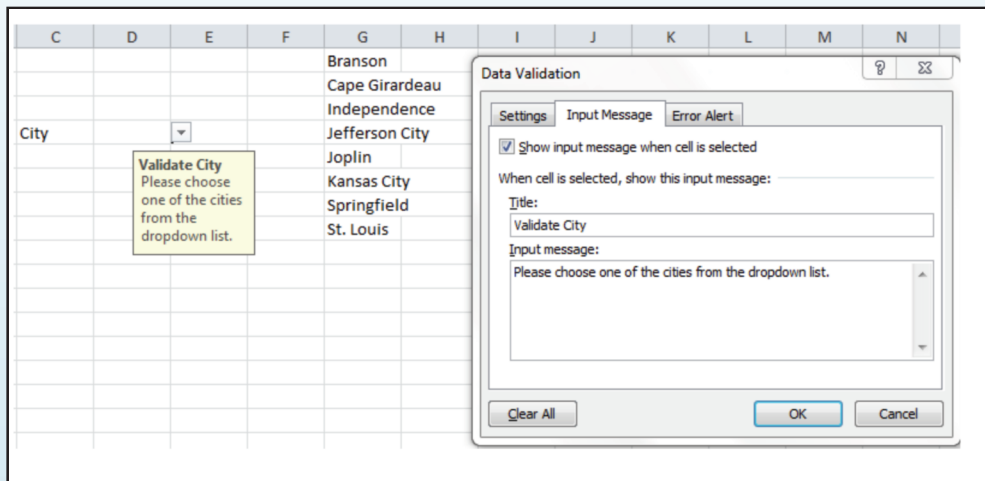 C D E F G H I J K L M N
Branson
Cape Girardeau
Independence
City Jefferson City
Joplin
Kansas City
Springfield
St. Louis
Validate City
Please choose
one of the cities
from the
dropdown list.
Data Validation ?
Settings Input Message Error Alert
Show input message when cell is selected
When cell is selected, show this input message:
Title:
Validate City
Input message:
Please choose one of the cities from the dropdown list.
Clear All OK Cancel